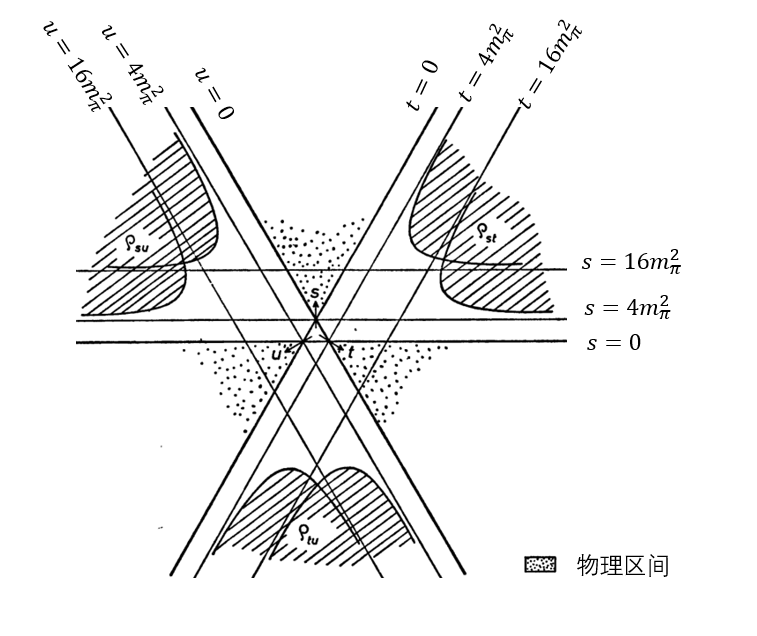 u = 16m_π^2
u = 4m_π^2
u = 0
t = 0
t = 4m_π^2
t = 16m_π^2
ρ_su
ρ_st
s = 16m_π^2
s
s = 4m_π^2
s = 0
u
t
ρ_tu
物理区间